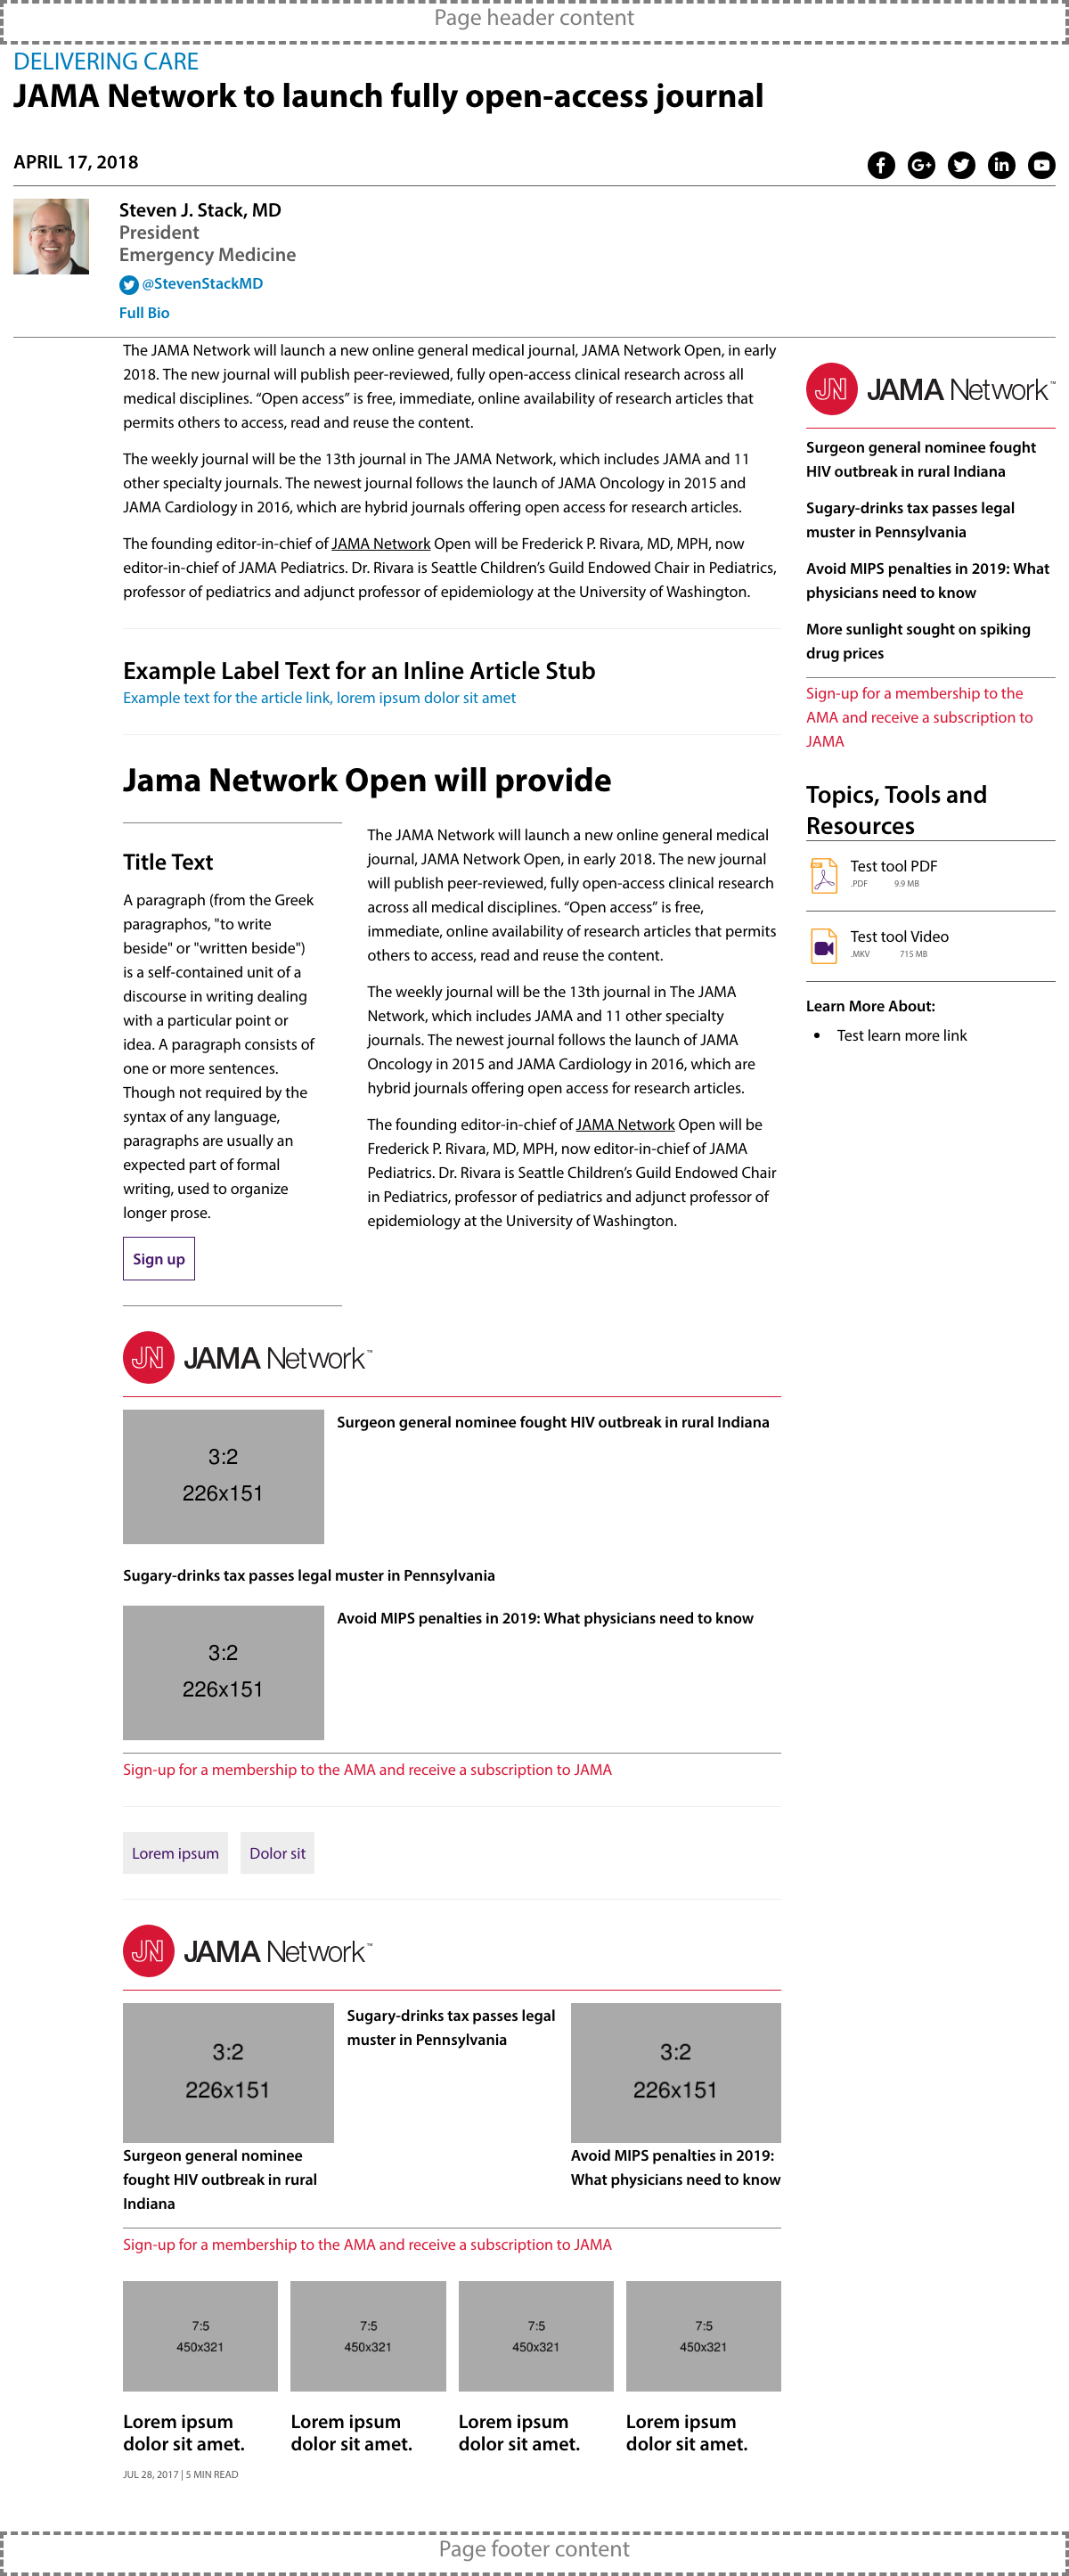 Page header content
DELIVERING CARE
JAMA Network to launch fully open-access journal
APRIL 17, 2018
Steven J. Stack, MD
President
Emergency Medicine
@StevenStackMD
Full Bio
The JAMA Network will launch a new online general medical journal, JAMA Network Open, in early
2018. The new journal will publish peer-reviewed, fully open-access clinical research across all
medical disciplines. “Open access” is free, immediate, online availability of research articles that
permits others to access, read and reuse the content.
The weekly journal will be the 13th journal in The JAMA Network, which includes JAMA and 11
other specialty journals. The newest journal follows the launch of JAMA Oncology in 2015 and
JAMA Cardiology in 2016, which are hybrid journals offering open access for research articles.
The founding editor-in-chief of JAMA Network Open will be Frederick P. Rivara, MD, MPH, now
editor-in-chief of JAMA Pediatrics. Dr. Rivara is Seattle Children’s Guild Endowed Chair in Pediatrics,
professor of pediatrics and adjunct professor of epidemiology at the University of Washington.
Example Label Text for an Inline Article Stub
Example text for the article link, lorem ipsum dolor sit amet
Jama Network Open will provide
Title Text
A paragraph (from the Greek
paragraphos, "to write
beside" or "written beside")
is a self-contained unit of a
discourse in writing dealing
with a particular point or
idea. A paragraph consists of
one or more sentences.
Though not required by the
syntax of any language,
paragraphs are usually an
expected part of formal
writing, used to organize
longer prose.
Sign up
The JAMA Network will launch a new online general medical
journal, JAMA Network Open, in early 2018. The new journal
will publish peer-reviewed, fully open-access clinical research
across all medical disciplines. “Open access” is free,
immediate, online availability of research articles that permits
others to access, read and reuse the content.
The weekly journal will be the 13th journal in The JAMA
Network, which includes JAMA and 11 other specialty
journals. The newest journal follows the launch of JAMA
Oncology in 2015 and JAMA Cardiology in 2016, which are
hybrid journals offering open access for research articles.
The founding editor-in-chief of JAMA Network Open will be
Frederick P. Rivara, MD, MPH, now editor-in-chief of JAMA
Pediatrics. Dr. Rivara is Seattle Children’s Guild Endowed Chair
in Pediatrics, professor of pediatrics and adjunct professor of
epidemiology at the University of Washington.
JN JAMA Network™
3:2
226x151
Surgeon general nominee fought HIV outbreak in rural Indiana
Sugary-drinks tax passes legal muster in Pennsylvania
3:2
226x151
Avoid MIPS penalties in 2019: What physicians need to know
Sign-up for a membership to the AMA and receive a subscription to JAMA
Lorem ipsum
Dolor sit
JN JAMA Network™
3:2
226x151
Surgeon general nominee
fought HIV outbreak in rural
Indiana
Sugary-drinks tax passes legal
muster in Pennsylvania
3:2
226x151
Avoid MIPS penalties in 2019:
What physicians need to know
Sign-up for a membership to the AMA and receive a subscription to JAMA
7:5
450x321
Lorem ipsum
dolor sit amet.
JUL 28, 2017 | 5 MIN READ
7:5
450x321
Lorem ipsum
dolor sit amet.
7:5
450x321
Lorem ipsum
dolor sit amet.
7:5
450x321
Lorem ipsum
dolor sit amet.
JN JAMA Network™
Surgeon general nominee fought
HIV outbreak in rural Indiana
Sugary-drinks tax passes legal
muster in Pennsylvania
Avoid MIPS penalties in 2019: What
physicians need to know
More sunlight sought on spiking
drug prices
Sign-up for a membership to the
AMA and receive a subscription to
JAMA
Topics, Tools and
Resources
Test tool PDF
.PDF 9.9 MB
Test tool Video
.MKV 715 MB
Learn More About:
Test learn more link
Page footer content